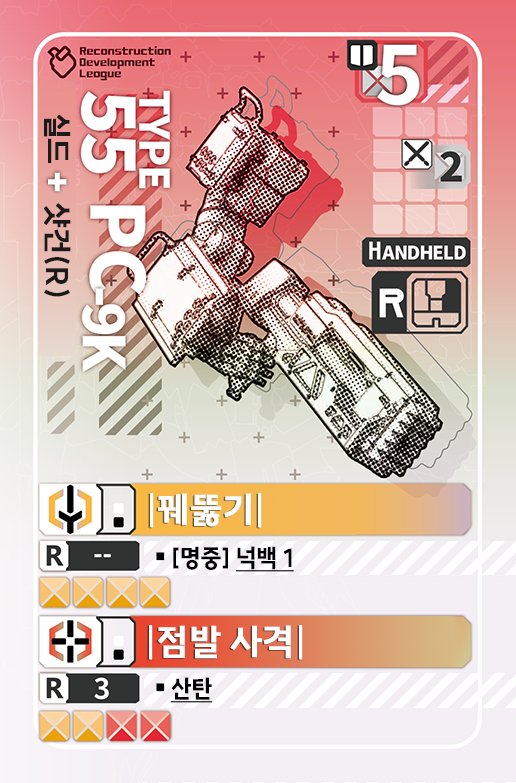 Reconstruction
Development
League
5
2
TYPE
55 PC-9K
실드 + 샷건(R)
HANDHELD
R
|꿰뚫기|
R --
▪ [명중] 넉백 1
|점발 사격|
R 3
▪ 산탄